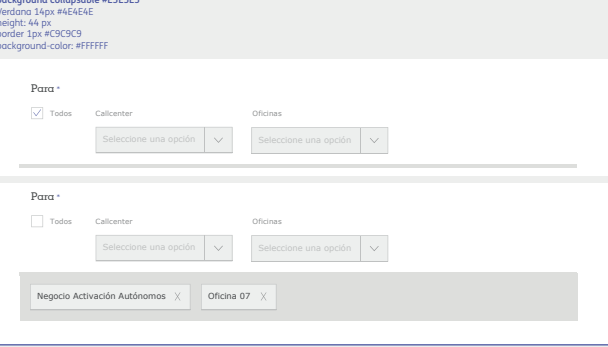 background collapsable #E5E5E5
Verdana 14px #4E4E4E
height: 44 px
border 1px #C9C9C9
background-color: #FFFFFF
Para *
Todos Callcenter Oficinas
Seleccione una opción Seleccione una opción
Para *
Todos Callcenter Oficinas
Seleccione una opción Seleccione una opción
Negocio Activación Autónomos X Oficina 07 X